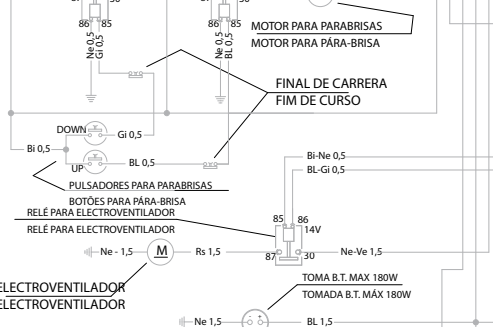 86 85
86 85
Ne 0,5
Gi 0,5
Ne 0,5
BL 0,5
MOTOR PARA PARABRISAS
MOTOR PARA PÁRA-BRISA
FINAL DE CARRERA
FIM DE CURSO
DOWN
Gi 0,5
Bi 0,5
BL 0,5
UP
PULSADORES PARA PARABRISAS
BOTÕES PARA PÁRA-BRISA
RELÉ PARA ELECTROVENTILADOR
RELÉ PARA ELECTROVENTILADOR
Bi-Ne 0,5
BL-Gi 0,5
85 86
14V
87 30
Ne - 1,5
M
Rs 1,5
Ne-Ve 1,5
ELECTROVENTILADOR
ELECTROVENTILADOR
TOMA B.T. MAX 180W
TOMADA B.T. MÁX 180W
Ne 1,5
BL 1,5